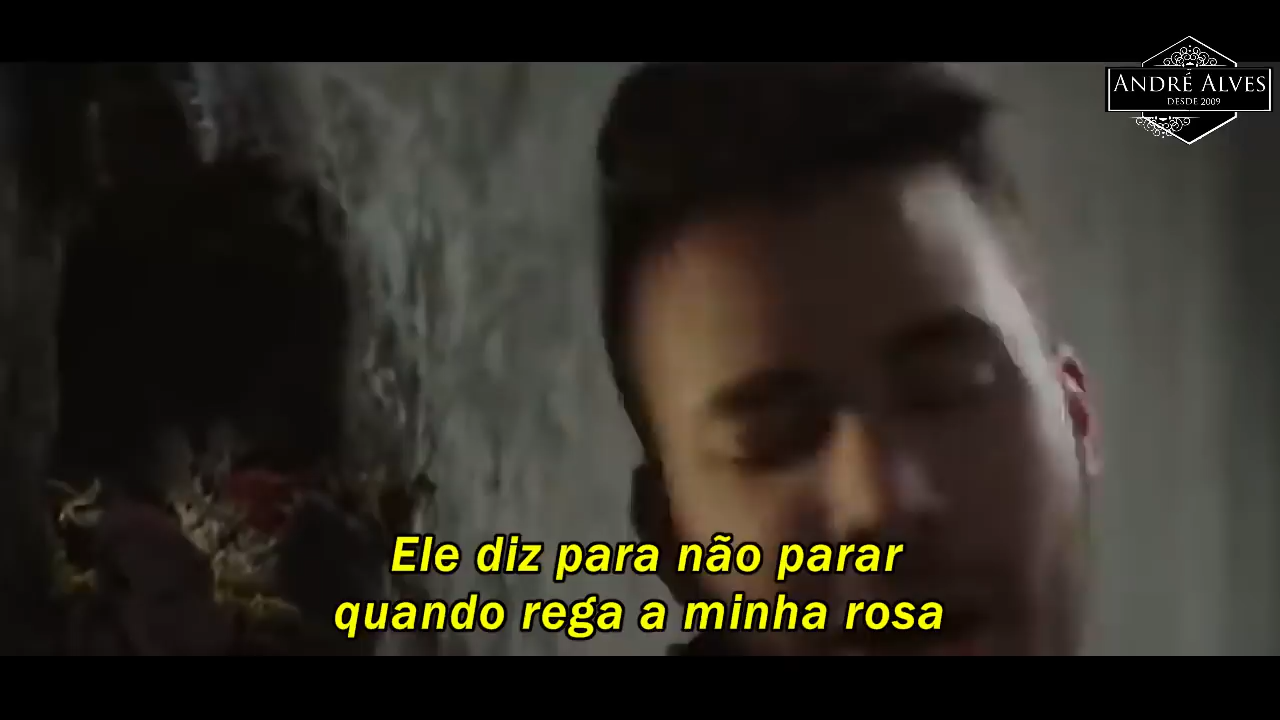 ANDRÉ ALVES
DESDE 2009
Ele diz para não parar
quando rega a minha rosa